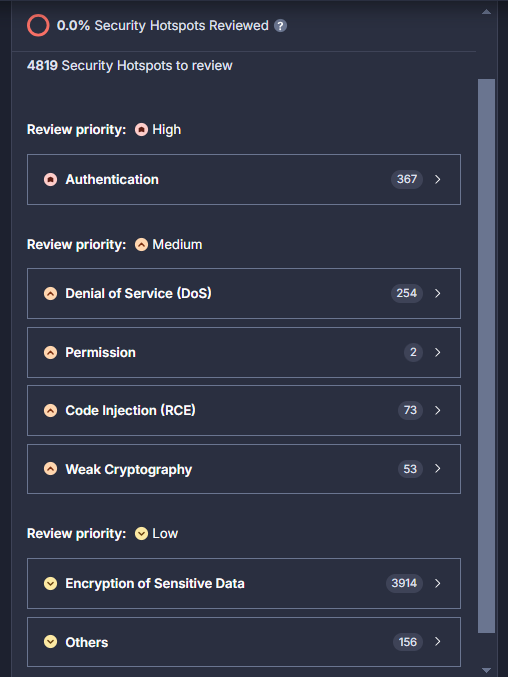 0.0% Security Hotspots Reviewed ?
4819 Security Hotspots to review
Review priority: High
Authentication 367
Review priority: Medium
Denial of Service (DoS) 254
Permission 2
Code Injection (RCE) 73
Weak Cryptography 53
Review priority: Low
Encryption of Sensitive Data 3914
Others 156